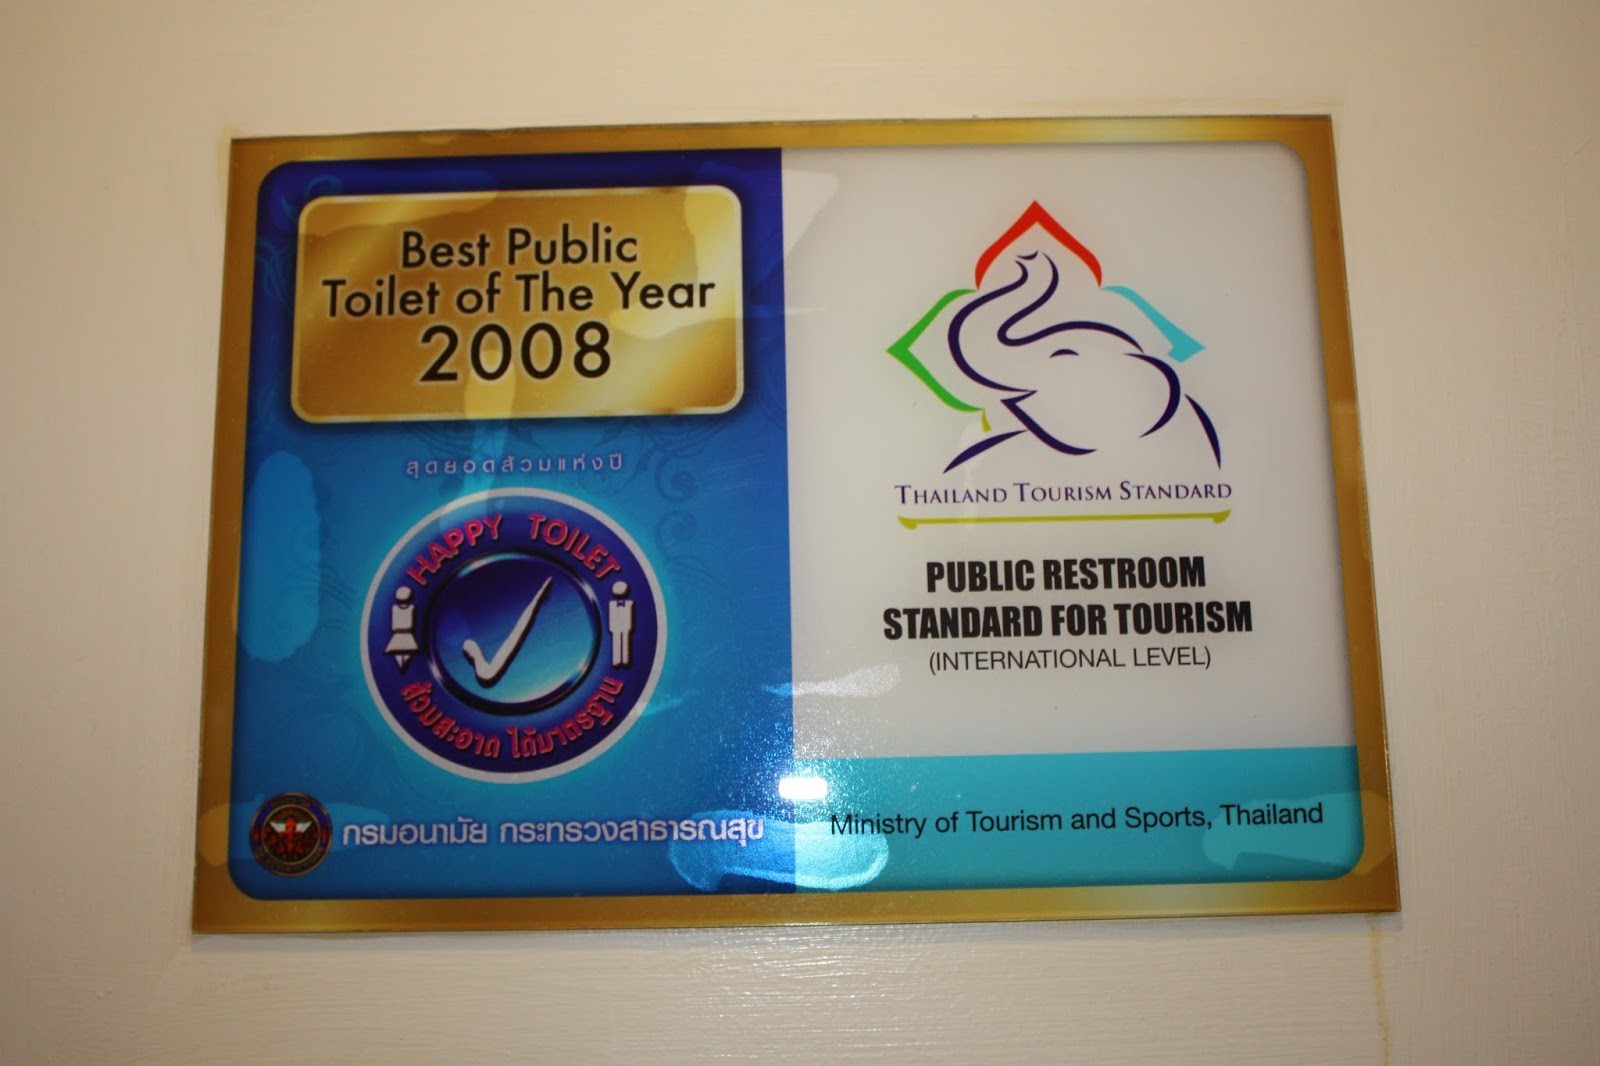 Best Public
Toilet of The Year
2008
สุดยอดส้วมแห่งปี
HAPPY TOILET
ส้วมสะอาด ได้มาตรฐาน
กรมอนามัย กระทรวงสาธารณสุข
THAILAND TOURISM STANDARD
PUBLIC RESTROOM
STANDARD FOR TOURISM
(INTERNATIONAL LEVEL)
Ministry of Tourism and Sports, Thailand